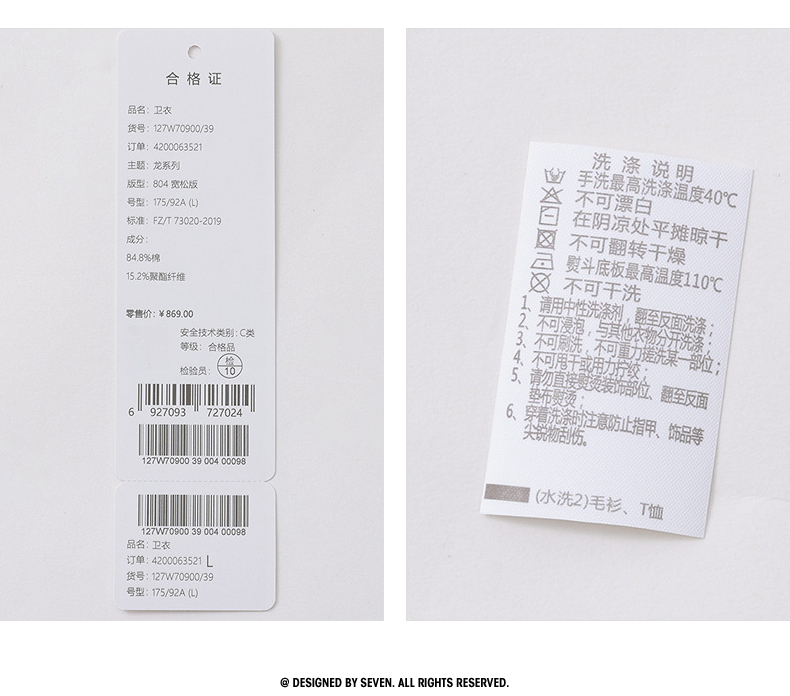 合格证
品名: 卫衣
货号: 127W70900/39
订单: 4200063521
主题: 龙系列
版型: 804 宽松版
号型: 175/92A (L)
标准: FZ/T 73020-2019
成分:
84.8%棉
15.2%聚酯纤维
零售价: ¥869.00
安全技术类别: C类
等级: 合格品
检验员: 检 10
6 927093 727024
127W70900 39 004 00098
127W70900 39 004 00098
品名: 卫衣
订单: 4200063521 L
货号: 127W70900/39
号型: 175/92A (L)
洗涤说明
手洗最高洗涤温度40℃
不可漂白
在阴凉处平摊晾干
不可翻转干燥
熨斗底板最高温度110℃
不可干洗
1、请用中性洗涤剂，翻至反面洗涤；
2、不可浸泡，与其他衣物分开洗涤；
3、不可刷洗，不可重力搓洗某一部位；
4、不可甩干或用力拧绞；
5、请勿直接熨烫装饰部位、翻至反面
垫布熨烫；
6、穿着洗涤时注意防止指甲、饰品等
尖锐物刮伤。
(水洗2)毛衫、T恤
@ DESIGNED BY SEVEN. ALL RIGHTS RESERVED.